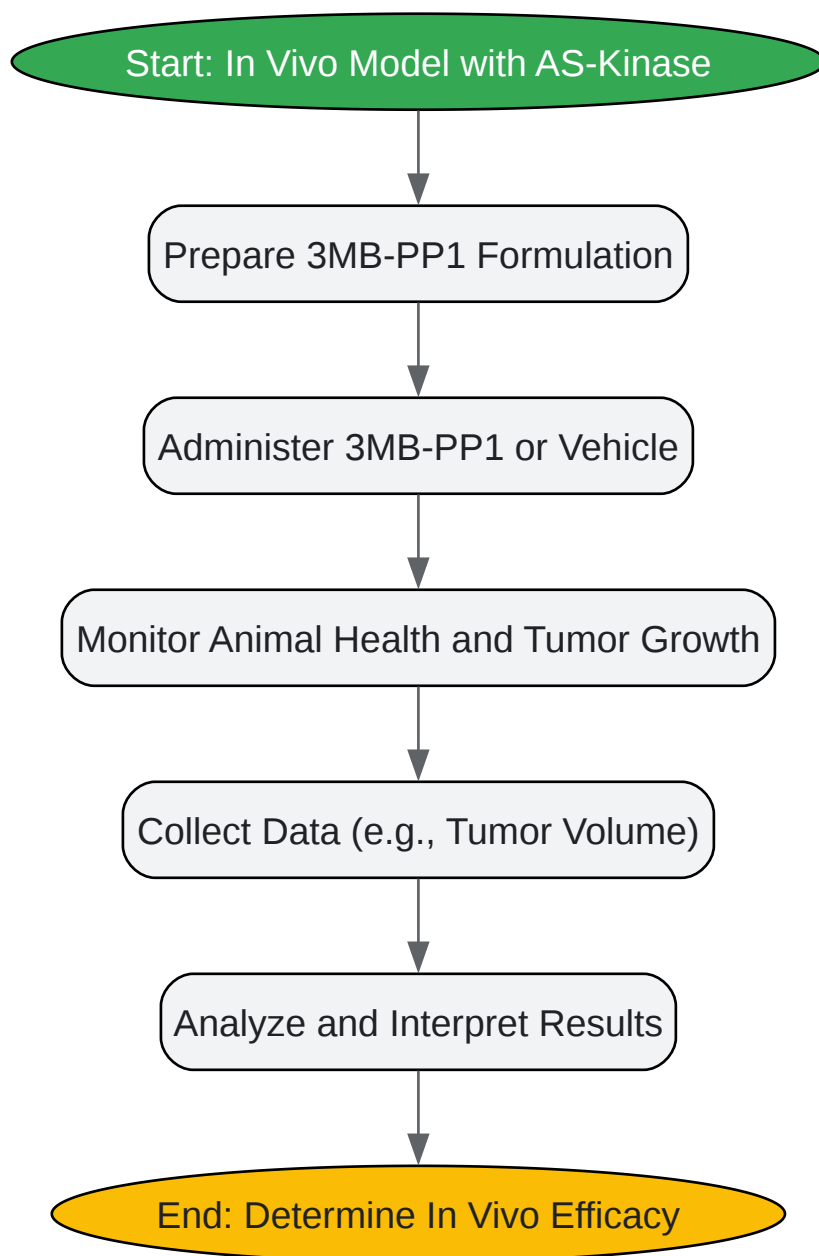 Start: In Vivo Model with AS-Kinase
Prepare 3MB-PP1 Formulation
Administer 3MB-PP1 or Vehicle
Monitor Animal Health and Tumor Growth
Collect Data (e.g., Tumor Volume)
Analyze and Interpret Results
End: Determine In Vivo Efficacy